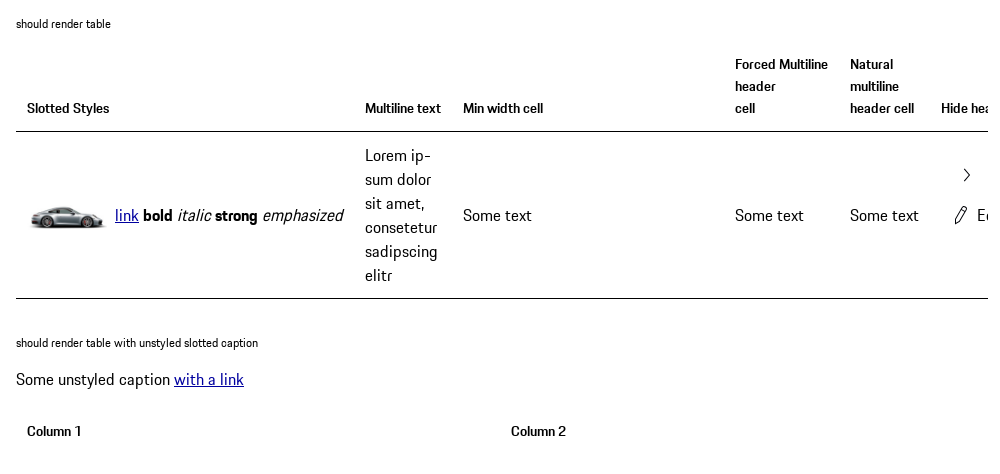 should render table
Forced Multiline
header
cell
Natural
multiline
header cell
Slotted Styles
Multiline text
Min width cell
Hide
link bold italic strong emphasized
Lorem ip-
sum dolor
sit amet,
consetetur
sadipscing
elitr
Some text
Some text
Some text
should render table with unstyled slotted caption
Some unstyled caption with a link
Column 1
Column 2